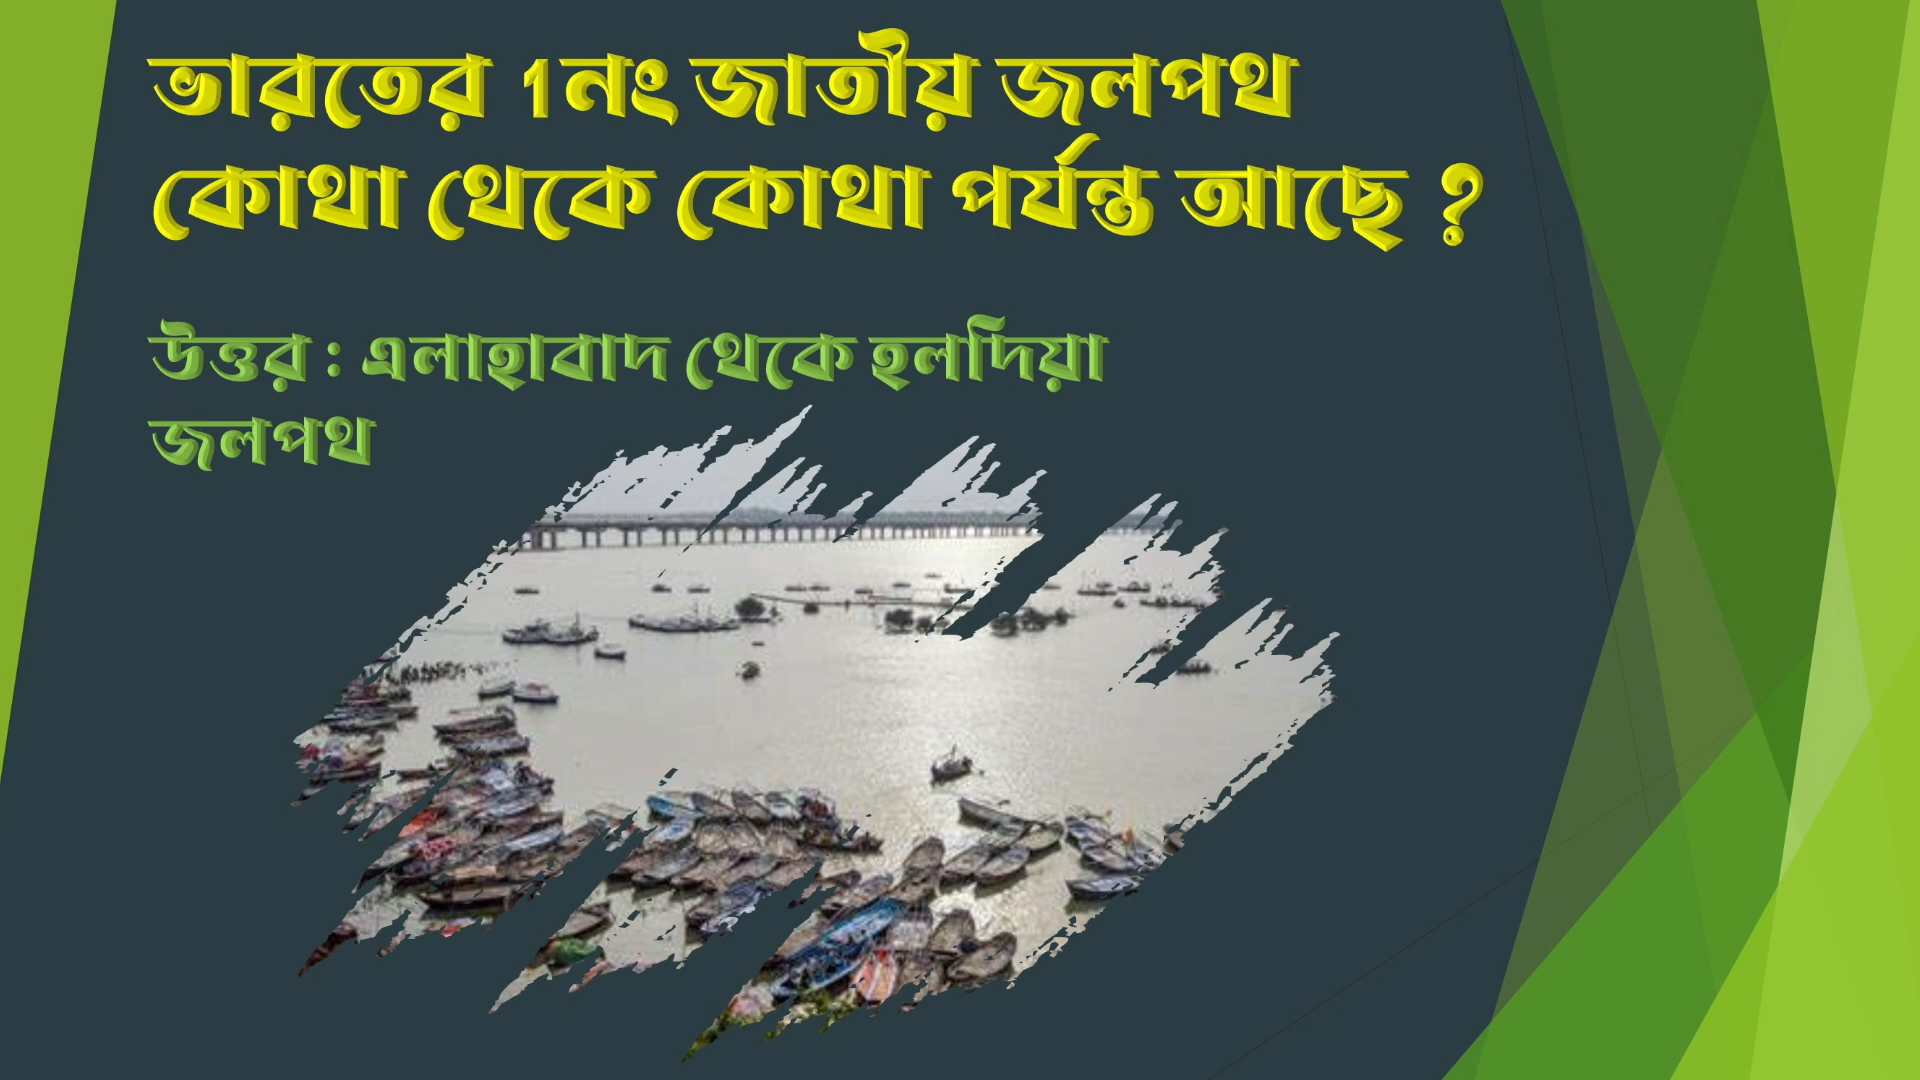 ভারতের 1নং জাতীয় জলপথ
কোথা থেকে কোথা পর্যন্ত আছে ?
উত্তর : এলাহাবাদ থেকে হলদিয়া
জলপথ